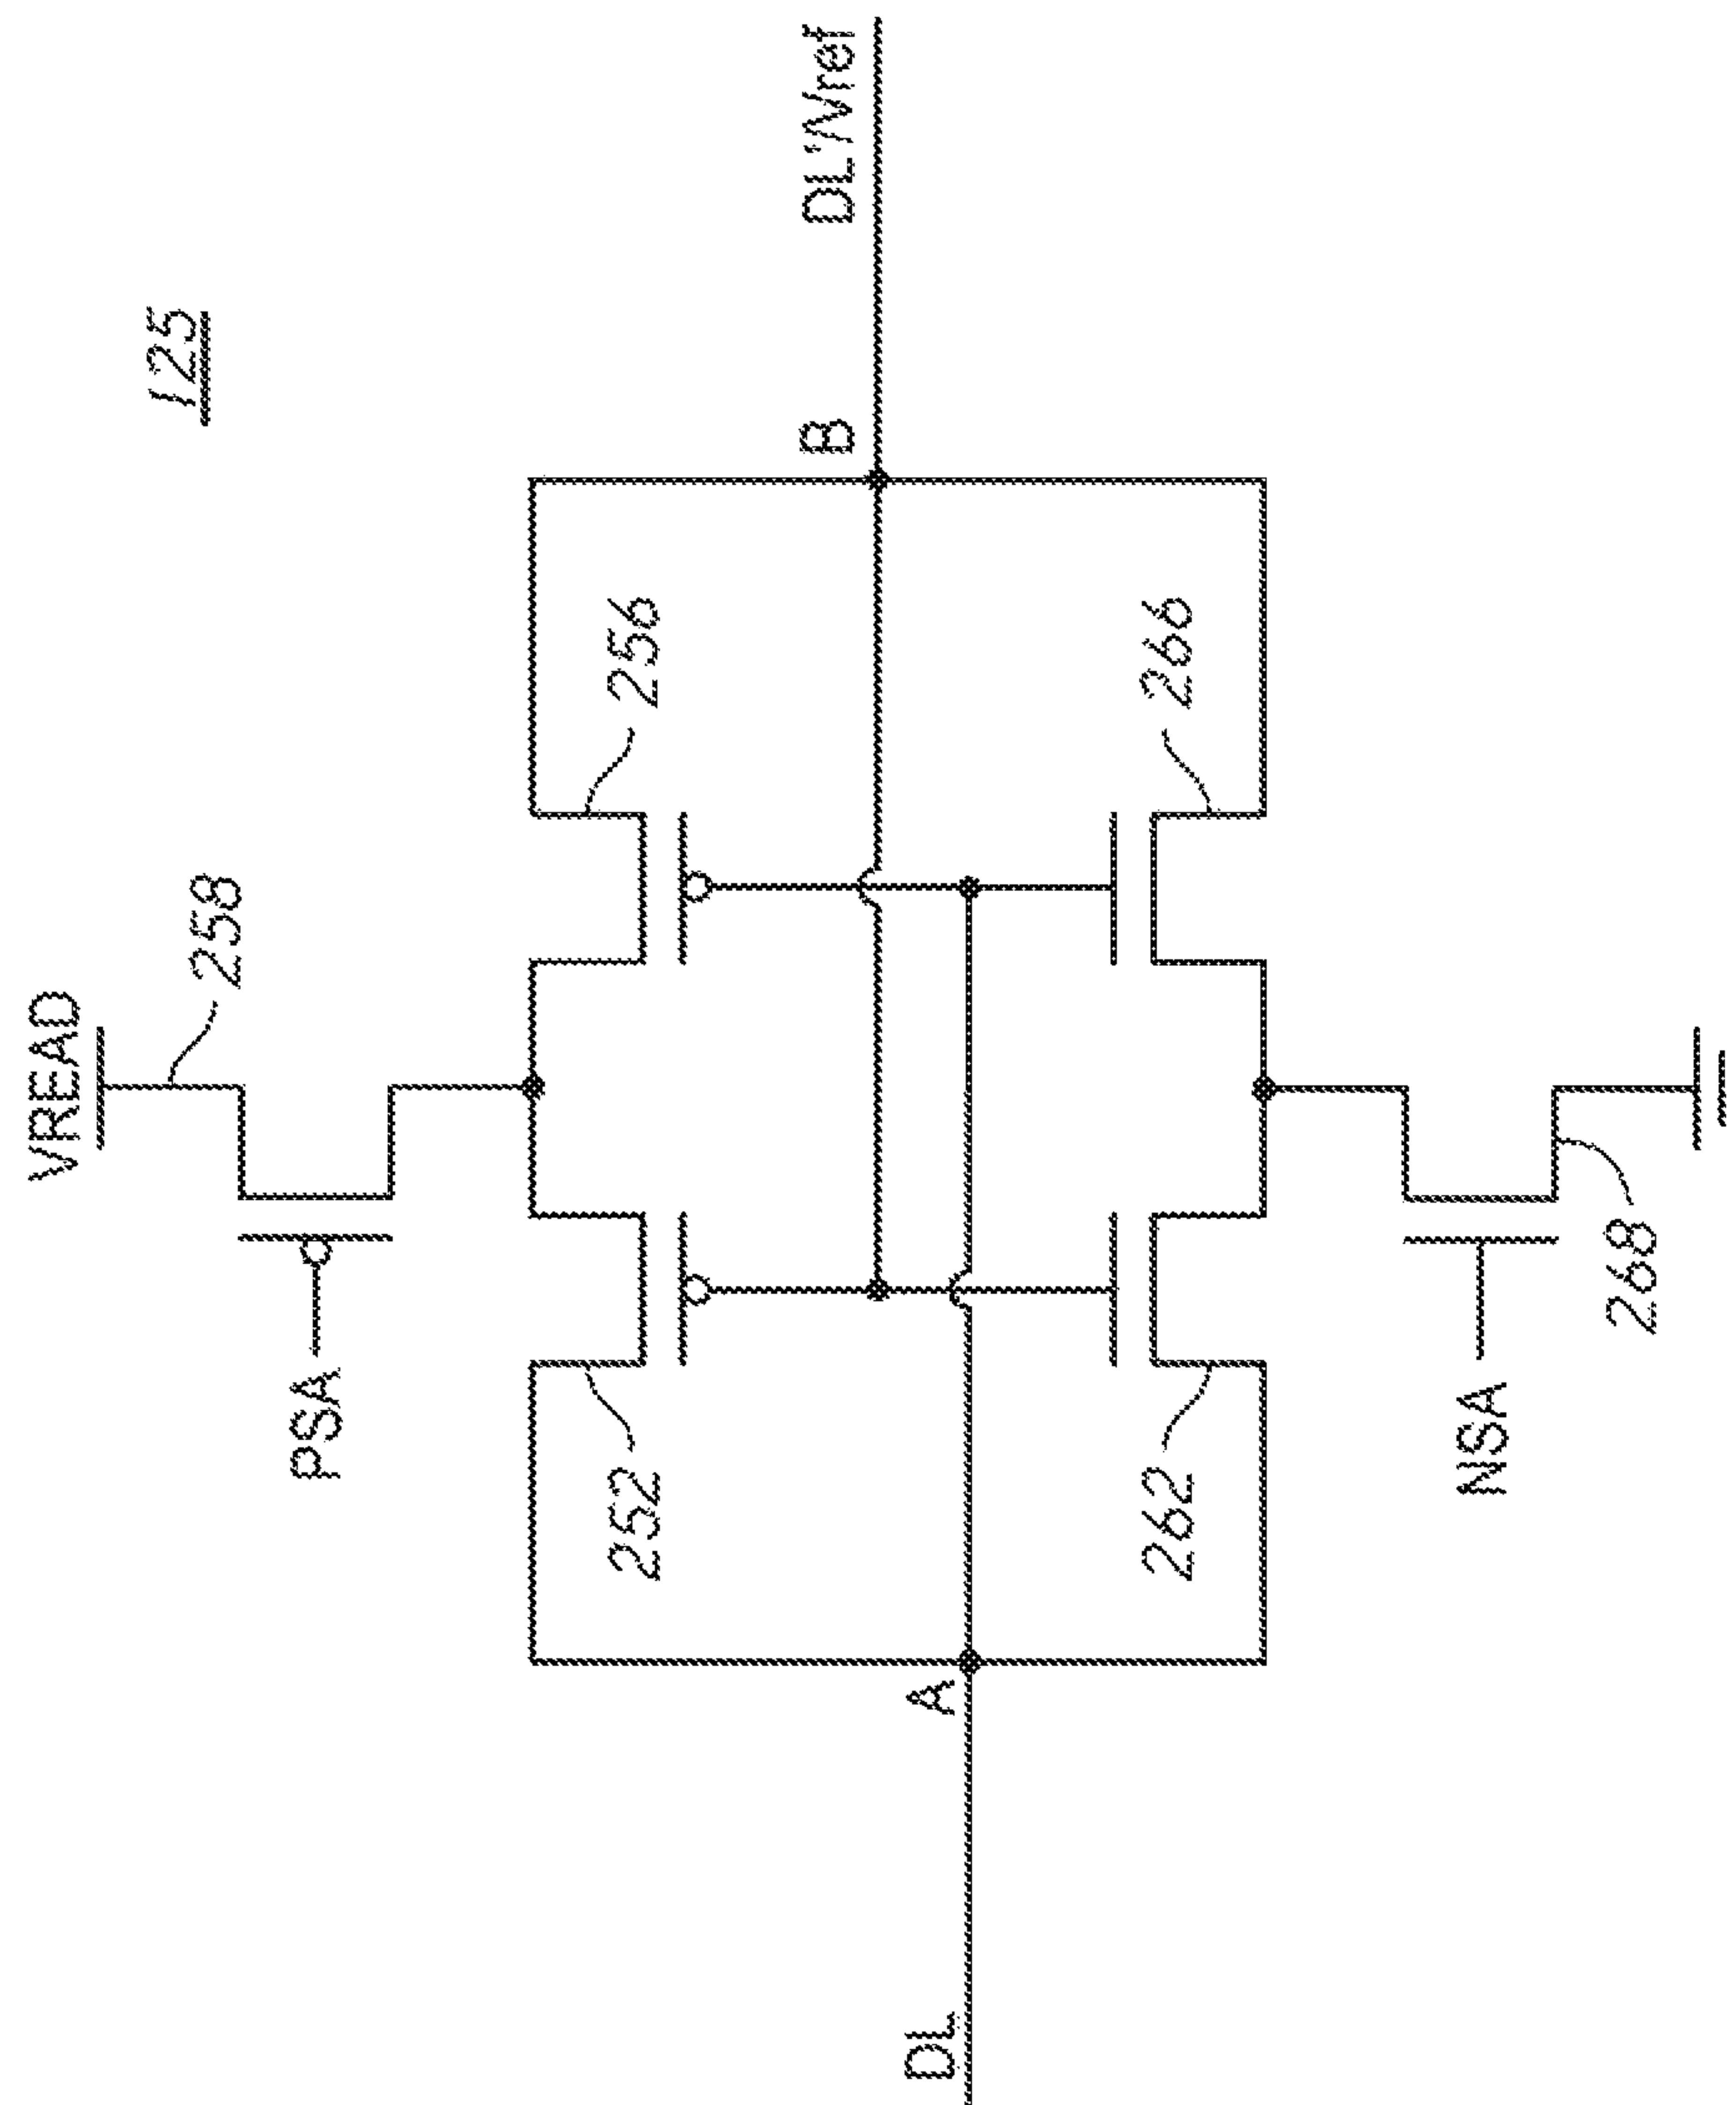 VREAD
125
258
PSA
252
256
B
DL'/Vref
DL
A
262
266
NSA
268